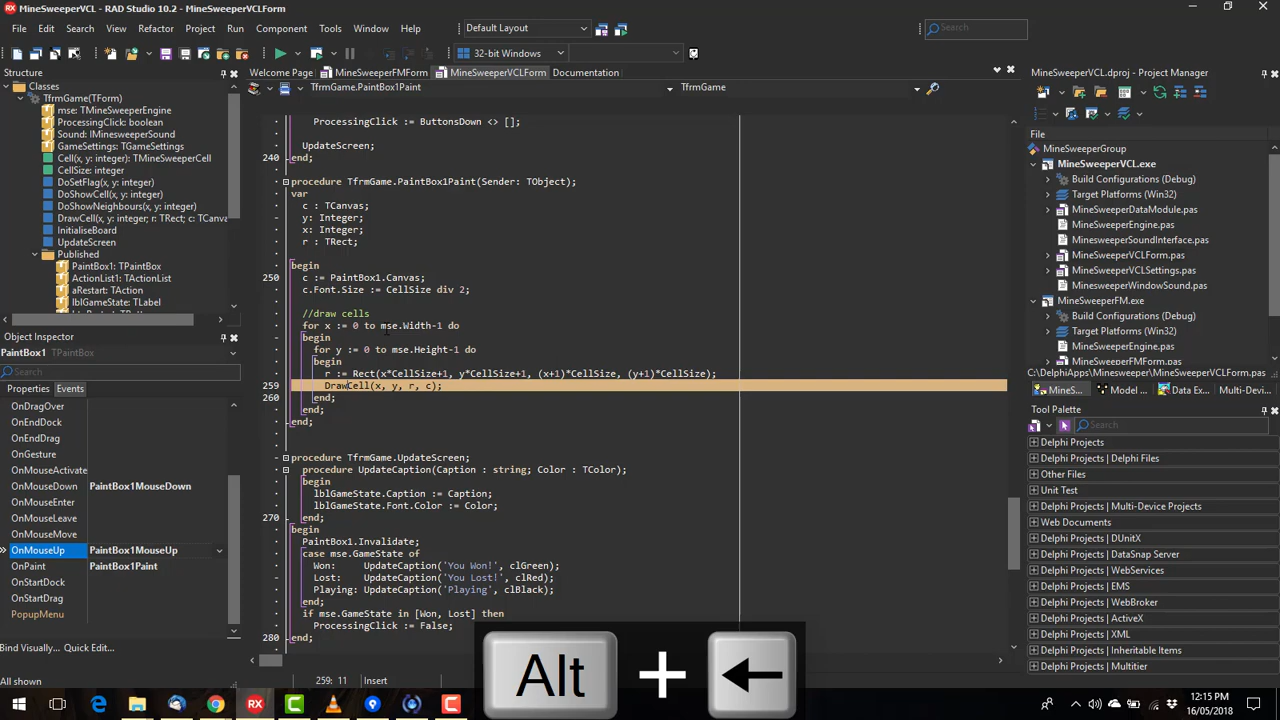 MineSweeperVCL - RAD Studio 10.2 - MineSweeperVCLForm
File Edit Search View Refactor Project Run Component Tools Window Help
Default Layout
Search
32-bit Windows
Structure
Classes
TfrmGame(TForm)
mse: TMineSweeperEngine
ProcessingClick: boolean
Sound: IMinesweeperSound
GameSettings: TGameSettings
Cell(x, y: integer): TMineSweeperCell
CellSize: integer
DoSetFlag(x, y: integer)
DoShowCell(x, y: integer)
DoShowNeighbours(x, y: integer)
DrawCell(x, y: integer; r: TRect; c: TCanva
InitialiseBoard
UpdateScreen
Published
PaintBox1: TPaintBox
ActionList1: TActionList
aRestart: TAction
lblGameState: TLabel
Object Inspector
PaintBox1 TPaintBox
Properties Events
OnDragOver
OnEndDock
OnEndDrag
OnGesture
OnMouseActivate
OnMouseDown PaintBox1MouseDown
OnMouseEnter
OnMouseLeave
OnMouseMove
OnMouseUp PaintBox1MouseUp
OnPaint PaintBox1Paint
OnStartDock
OnStartDrag
PopupMenu
Bind Visually... Quick Edit...
All shown
Welcome Page MineSweeperFMForm MineSweeperVCLForm Documentation
TfrmGame.PaintBox1Paint TfrmGame
ProcessingClick := ButtonsDown <> [];
UpdateScreen;
240 end;
procedure TfrmGame.PaintBox1Paint(Sender: TObject);
var
c : TCanvas;
y: Integer;
x: Integer;
r : TRect;
begin
250 c := PaintBox1.Canvas;
c.Font.Size := CellSize div 2;
//draw cells
for x := 0 to mse.Width-1 do
begin
for y := 0 to mse.Height-1 do
begin
r := Rect(x*CellSize+1, y*CellSize+1, (x+1)*CellSize, (y+1)*CellSize);
259 DrawCell(x, y, r, c);
260 end;
end;
end;
procedure TfrmGame.UpdateScreen;
procedure UpdateCaption(Caption : string; Color : TColor);
begin
lblGameState.Caption := Caption;
lblGameState.Font.Color := Color;
270 end;
begin
PaintBox1.Invalidate;
case mse.GameState of
Won: UpdateCaption('You Won!', clGreen);
Lost: UpdateCaption('You Lost!', clRed);
Playing: UpdateCaption('Playing', clBlack);
end;
if mse.GameState in [Won, Lost] then
ProcessingClick := False;
280 end;
259: 11 Insert
Alt +
MineSweeperVCL.dproj - Project Manager
File
MineSweeperGroup
MineSweeperVCL.exe
Build Configurations (Debug)
Target Platforms (Win32)
MineSweeperDataModule.pas
MineSweeperEngine.pas
MinesweeperSoundInterface.pas
MineSweeperVCLForm.pas
MineSweeperVCLSettings.pas
MinesweeperWindowSound.pas
MineSweeperFM.exe
Build Configurations (Debug)
Target Platforms (Win32)
MineSweeperFMForm.pas
C:\DelphiApps\Minesweeper\MineSweeperVCLForm.pas
MineS... Model ... Data Ex... Multi-Devi...
Tool Palette
Search
Delphi Projects
Delphi Projects | Delphi Files
Other Files
Unit Test
Delphi Projects | Multi-Device Projects
Web Documents
Delphi Projects | DUnitX
Delphi Projects | DataSnap Server
Delphi Projects | WebServices
Delphi Projects | EMS
Delphi Projects | WebBroker
Delphi Projects | ActiveX
Delphi Projects | XML
Delphi Projects | Inheritable Items
Delphi Projects | Multitier
12:15 PM
16/05/2018